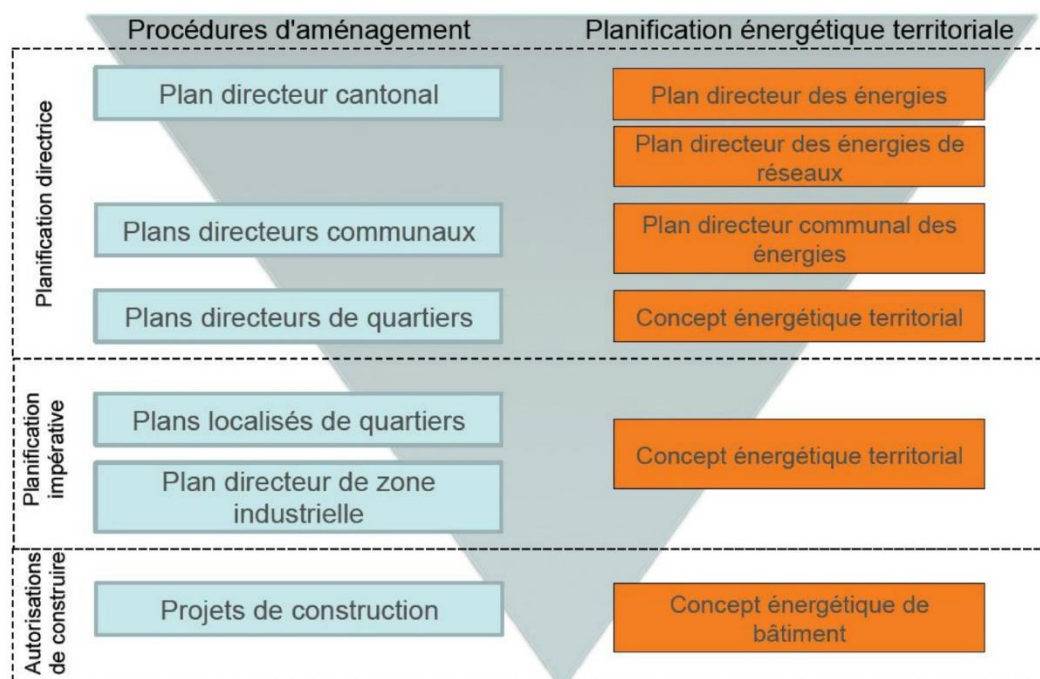 Procédures d'aménagement
Planification énergétique territoriale
Planification directrice
Plan directeur cantonal
Plan directeur des énergies
Plan directeur des énergies de
réseaux
Plans directeurs communaux
Plan directeur communal des
énergies
Plans directeurs de quartiers
Concept énergétique territorial
Planification
impérative
Plans localisés de quartiers
Plan directeur de zone
industrielle
Concept énergétique territorial
Autorisations
de construire
Projets de construction
Concept énergétique de
bâtiment